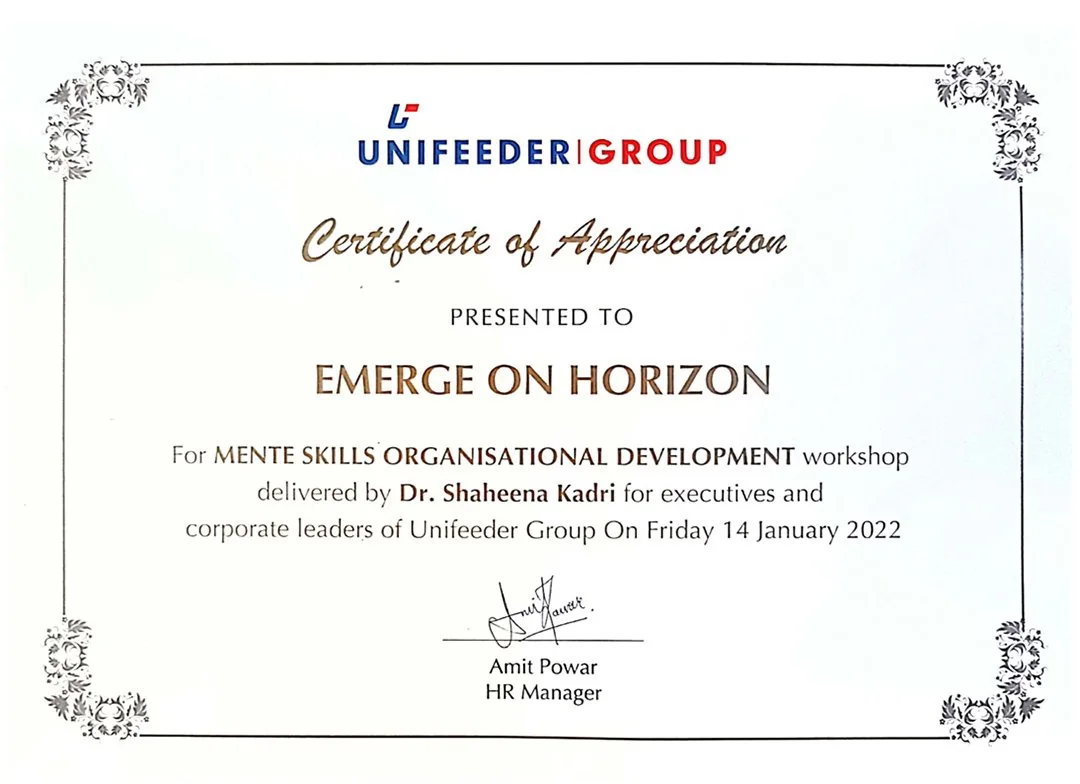 UNIFEEDER|GROUP
Certificate of Appreciation
PRESENTED TO
EMERGE ON HORIZON
For MENTE SKILLS ORGANISATIONAL DEVELOPMENT workshop
delivered by Dr. Shaheena Kadri for executives and
corporate leaders of Unifeeder Group On Friday 14 January 2022
Amit Powar.
Amit Powar
HR Manager